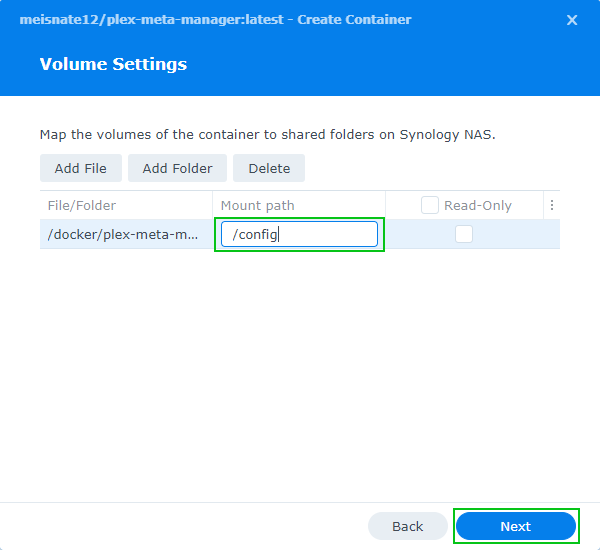 meisnate12/plex-meta-manager:latest - Create Container
Volume Settings
Map the volumes of the container to shared folders on Synology NAS.
Add File Add Folder Delete
File/Folder Mount path Read-Only
/docker/plex-meta-m... /config
Back Next